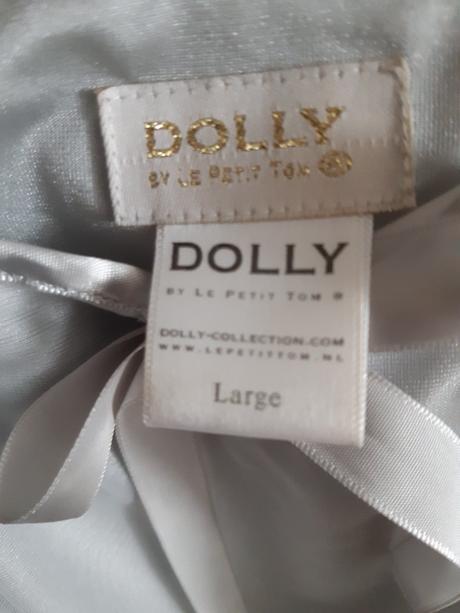 DOLLY
BY LE PETIT TOM ®
DOLLY
BY LE PETIT TOM ®
DOLLY-COLLECTION.COM
WWW.LEPETITTOM.NL
Large